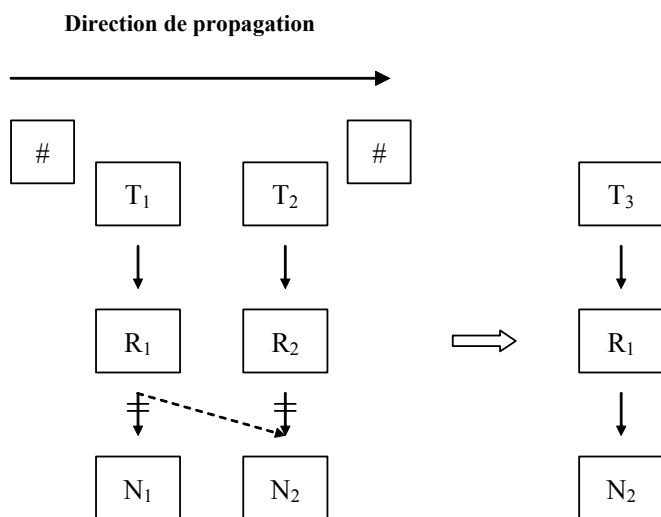 Direction de propagation
# #
T₁ T₂ T₃
R₁ R₂ R₁
N₁ N₂ N₂